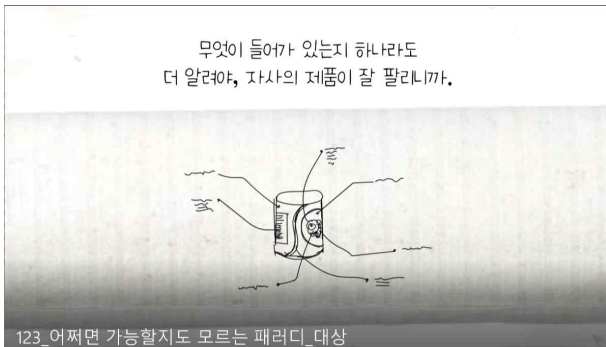 무엇이 들어가 있는지 하나라도
더 알려야, 자사의 제품이 잘 팔리니까.
123_어쩌면 가능할지도 모르는 패러디_대상